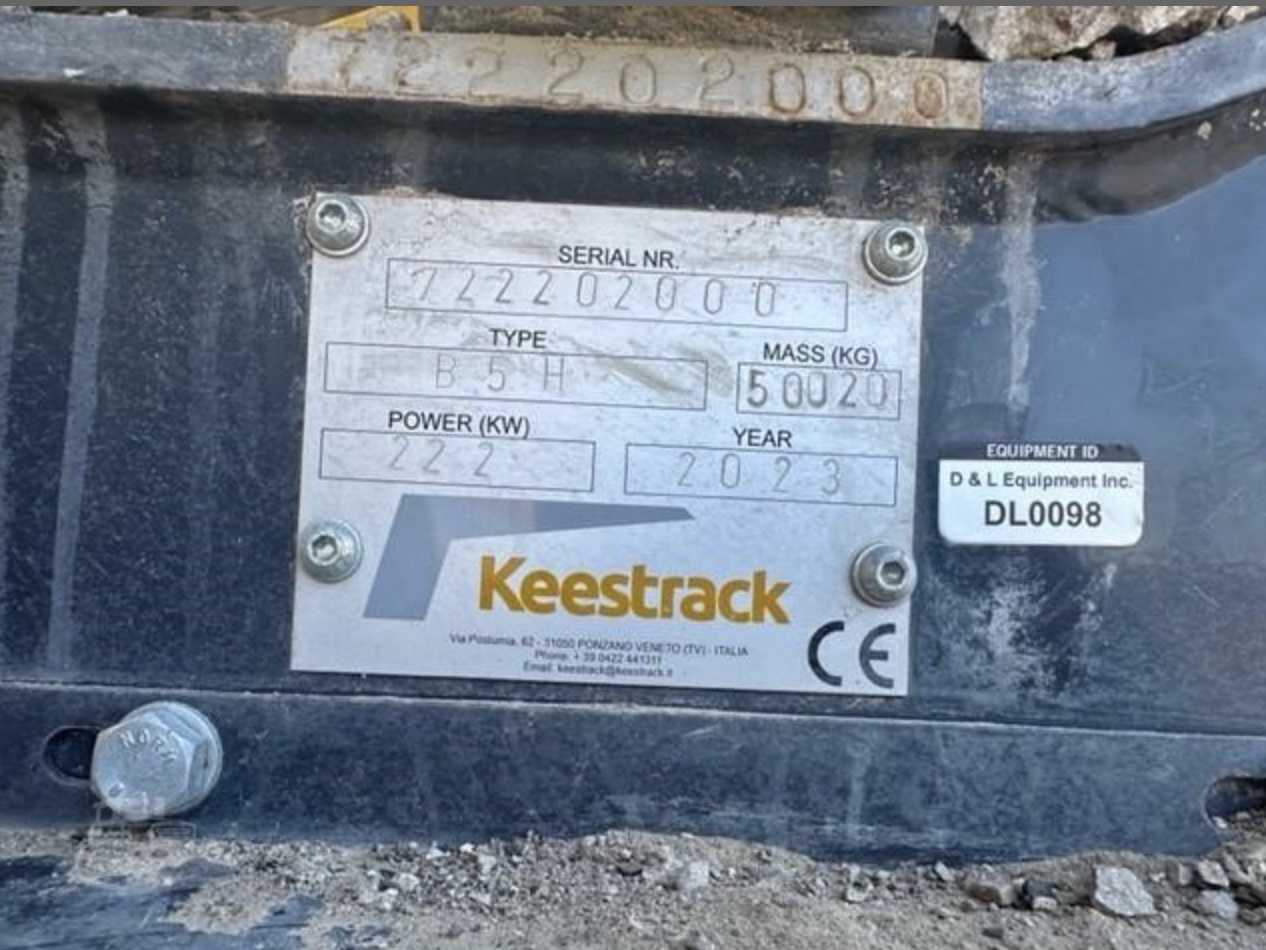 722202000
SERIAL NR.
722202000
TYPE
B5H
MASS (KG)
50020
POWER (KW)
222
YEAR
2023
EQUIPMENT ID
D & L Equipment Inc.
DL0098
Keestrack
Via Postumia, 62 - 31050 PONZANO VENETO (TV) - ITALIA
Phone: + 39 0422 441311
Email: keestrack@keestrack.it
CE